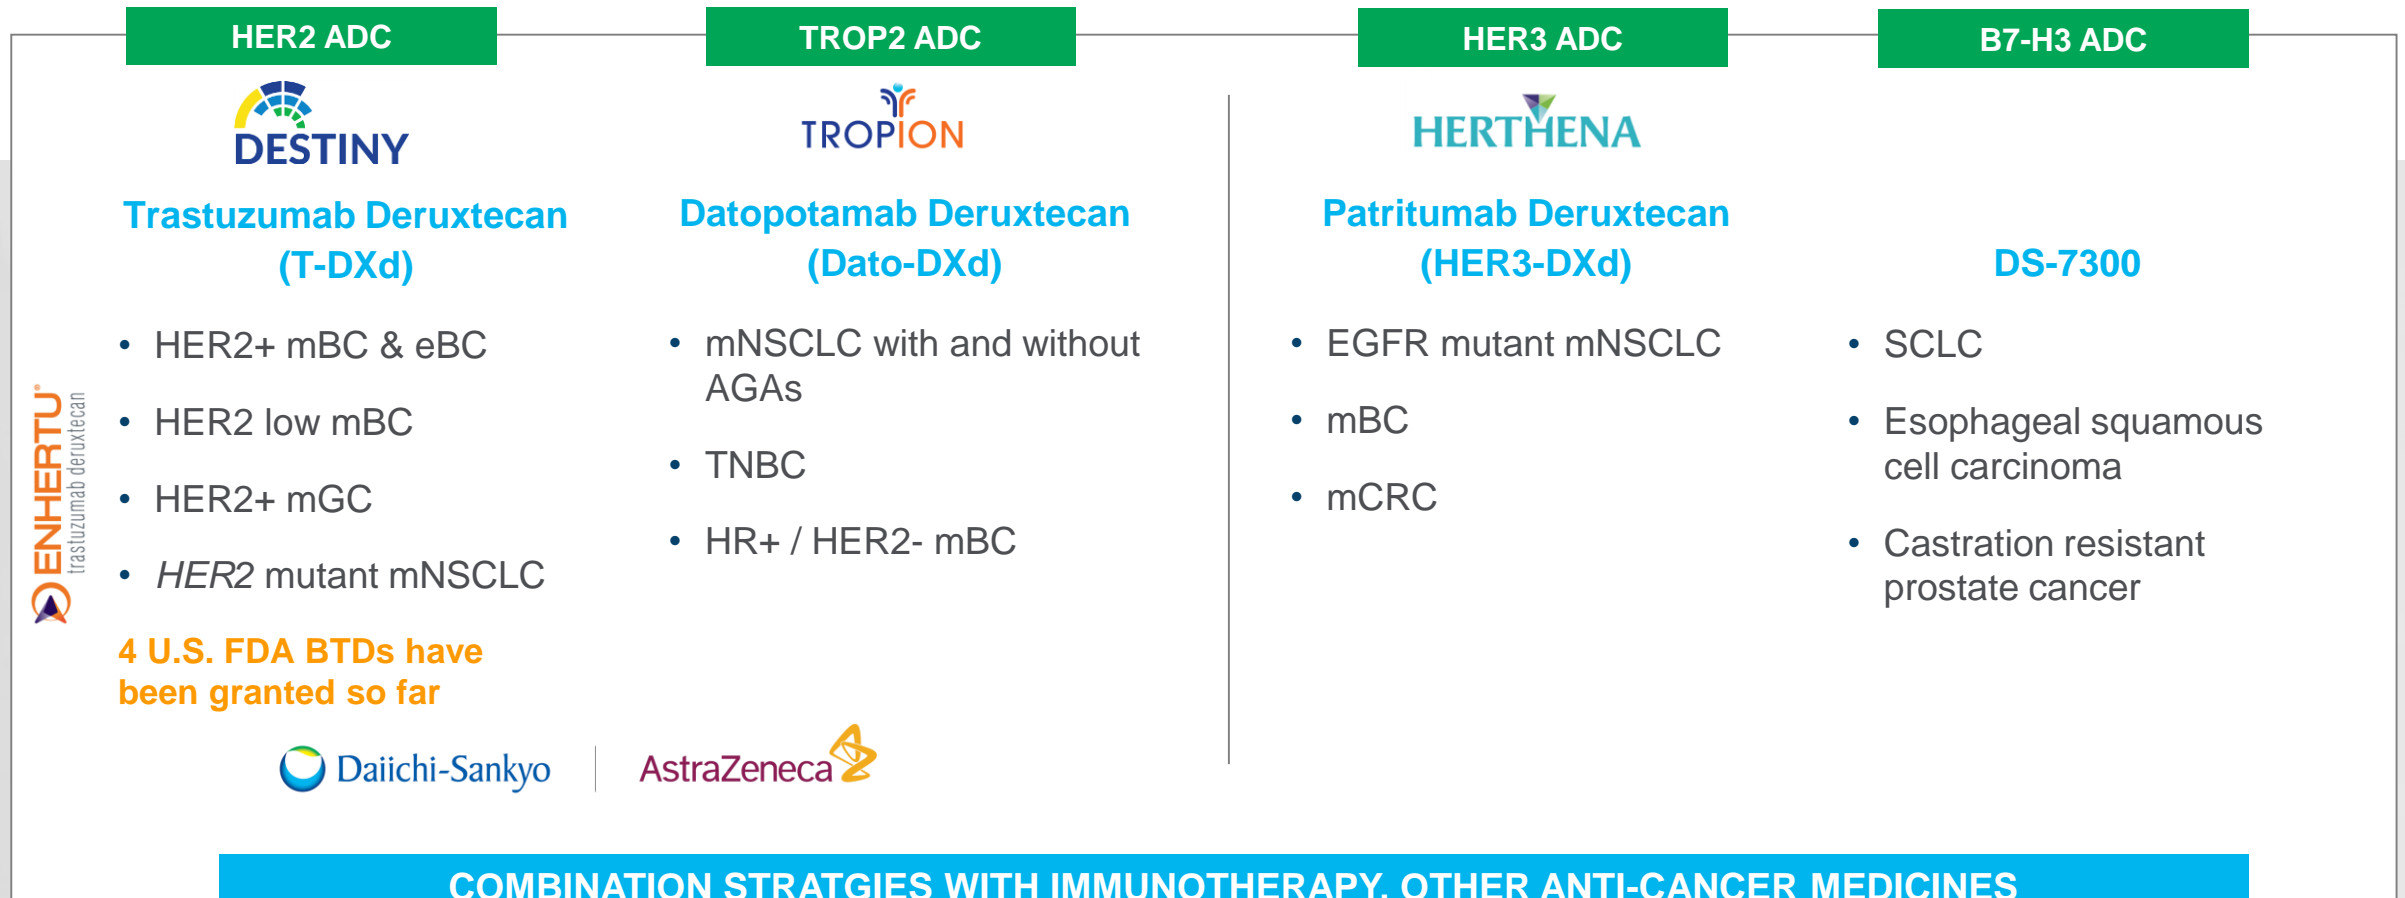 HER2 ADC
DESTINY
Trastuzumab Deruxtecan
(T-DXd)
• HER2+ mBC & eBC
• HER2 low mBC
• HER2+ mGC
• HER2 mutant mNSCLC
4 U.S. FDA BTDs have
been granted so far
ENHERTU®
trastuzumab deruxtecan
TROP2 ADC
TROPION
Datopotamab Deruxtecan
(Dato-DXd)
• mNSCLC with and without
AGAs
• TNBC
• HR+ / HER2- mBC
Daiichi-Sankyo
AstraZeneca
HER3 ADC
HERTHENA
Patritumab Deruxtecan
(HER3-DXd)
• EGFR mutant mNSCLC
• mBC
• mCRC
B7-H3 ADC
DS-7300
• SCLC
• Esophageal squamous
cell carcinoma
• Castration resistant
prostate cancer
COMBINATION STRATGIES WITH IMMUNOTHERAPY, OTHER ANTI-CANCER MEDICINES